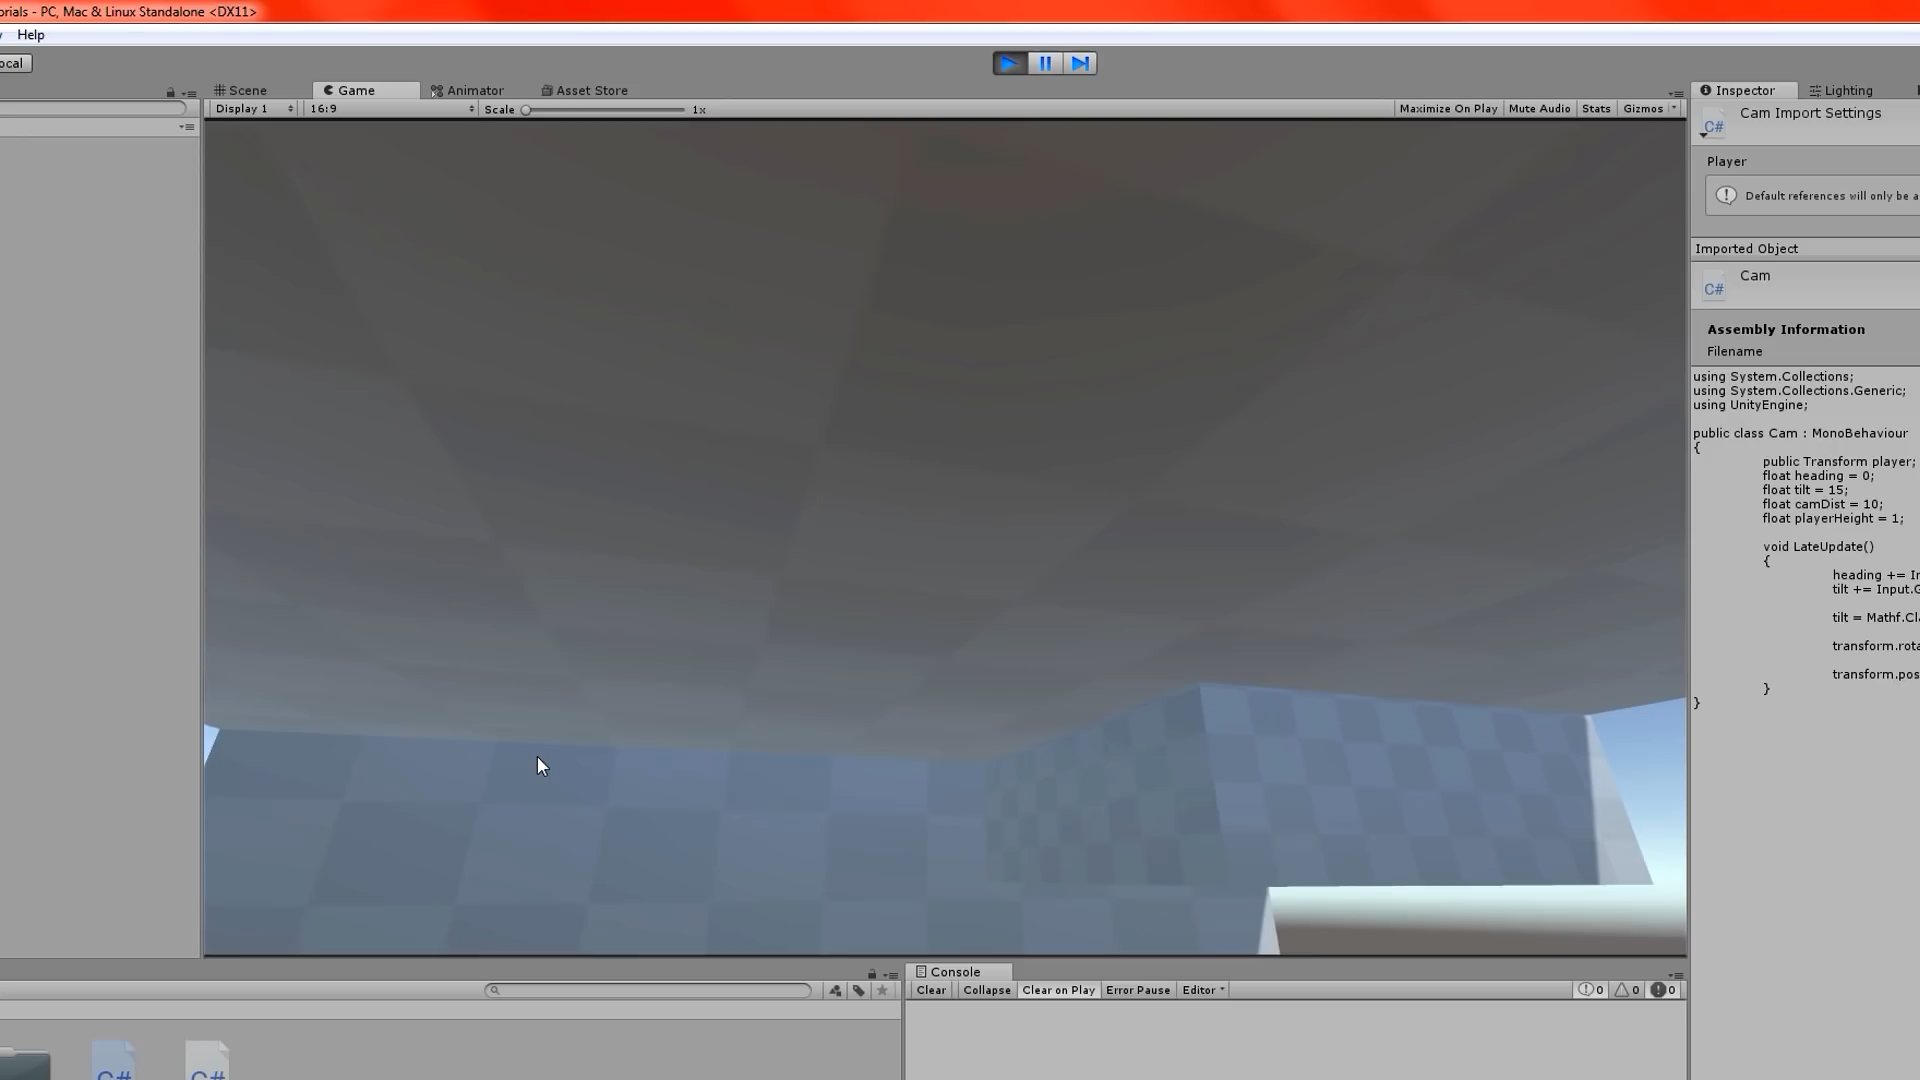 orials - PC, Mac & Linux Standalone <DX11>
Help
ocal
Scene Game Animator Asset Store
Display 1 16:9 Scale 1x Maximize On Play Mute Audio Stats Gizmos
Inspector Lighting
Cam Import Settings
C#
Player
Default references will only be a
Imported Object
Cam
C#
Assembly Information
Filename
using System.Collections;
using System.Collections.Generic;
using UnityEngine;
public class Cam : MonoBehaviour
{
public Transform player;
float heading = 0;
float tilt = 15;
float camDist = 10;
float playerHeight = 1;
void LateUpdate()
{
heading += In
tilt += Input.G
tilt = Mathf.Cla
transform.rota
transform.pos
}
}
Console
Clear Collapse Clear on Play Error Pause Editor 0 0 0
C# C#